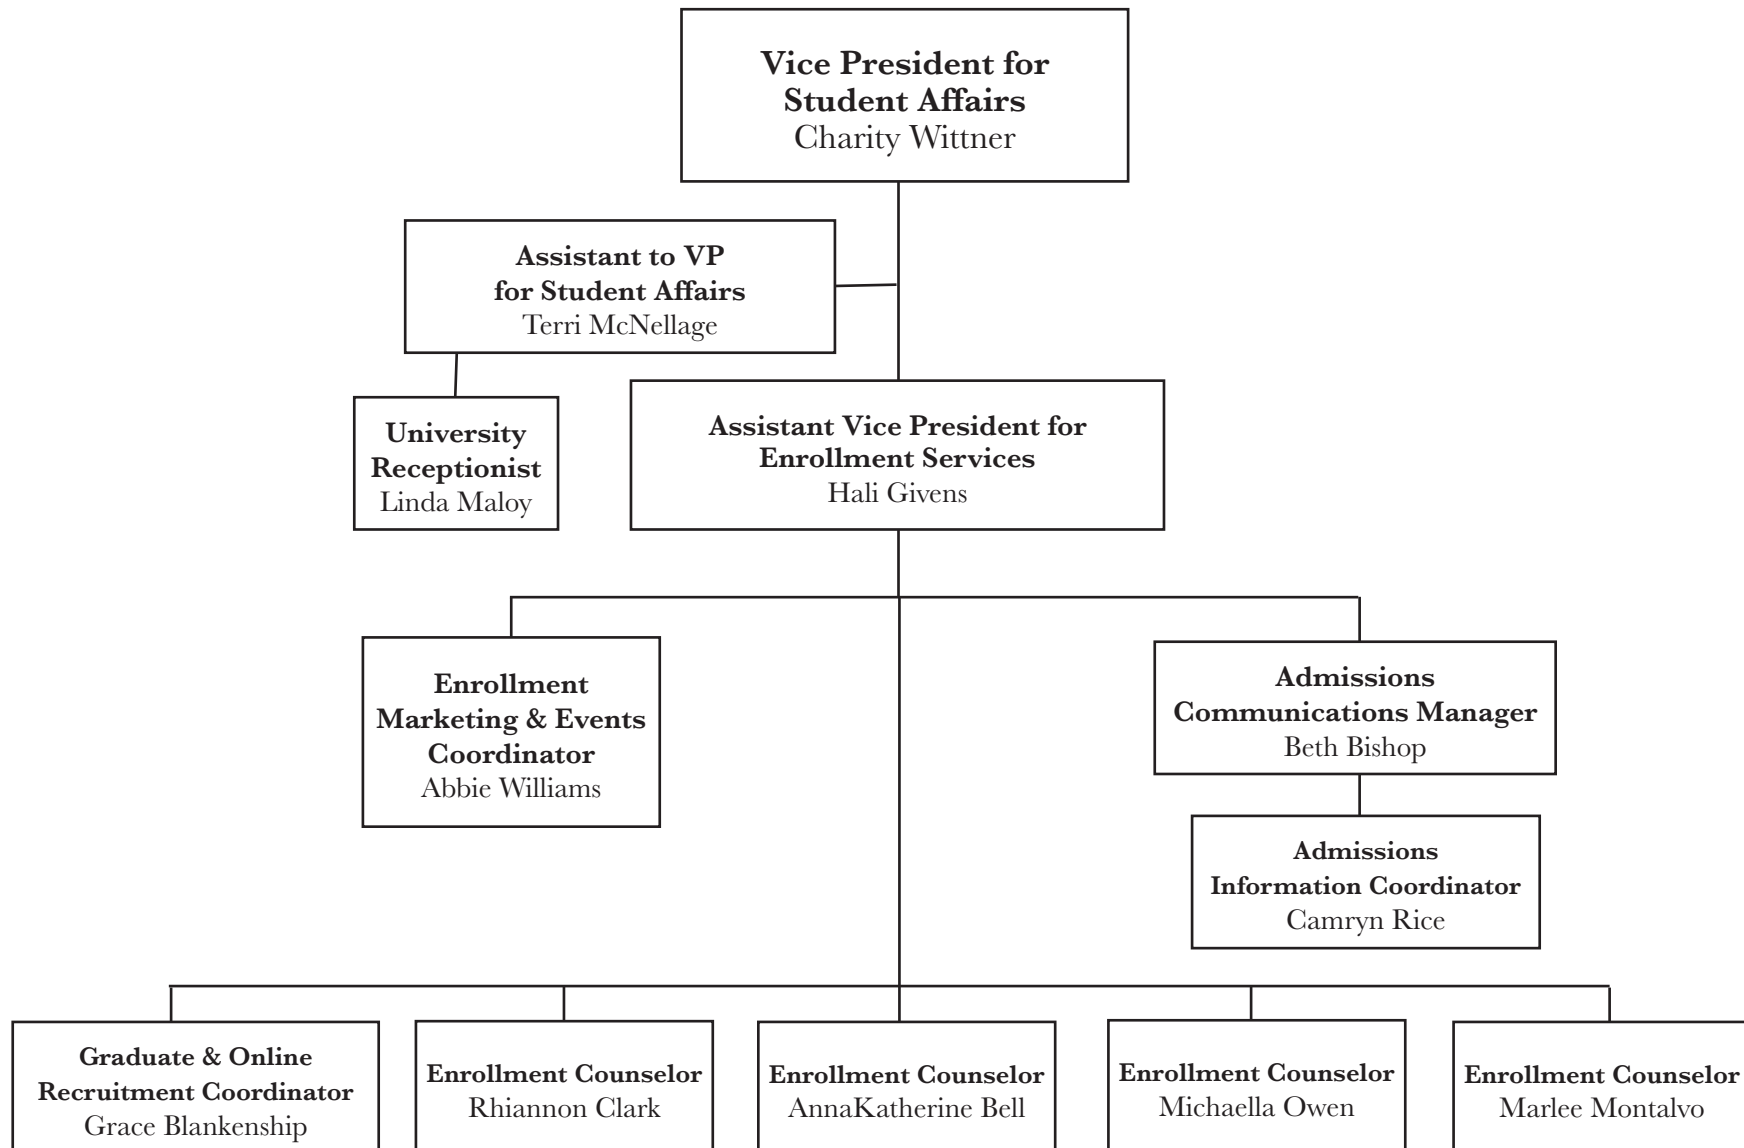 Vice President for
Student Affairs
Charity Wittner
Assistant to VP
for Student Affairs
Terri McNellage
University
Receptionist
Linda Maloy
Assistant Vice President for
Enrollment Services
Hali Givens
Enrollment
Marketing & Events
Coordinator
Abbie Williams
Admissions
Communications Manager
Beth Bishop
Admissions
Information Coordinator
Camryn Rice
Graduate & Online
Recruitment Coordinator
Grace Blankenship
Enrollment Counselor
Rhiannon Clark
Enrollment Counselor
AnnaKatherine Bell
Enrollment Counselor
Michaella Owen
Enrollment Counselor
Marlee Montalvo